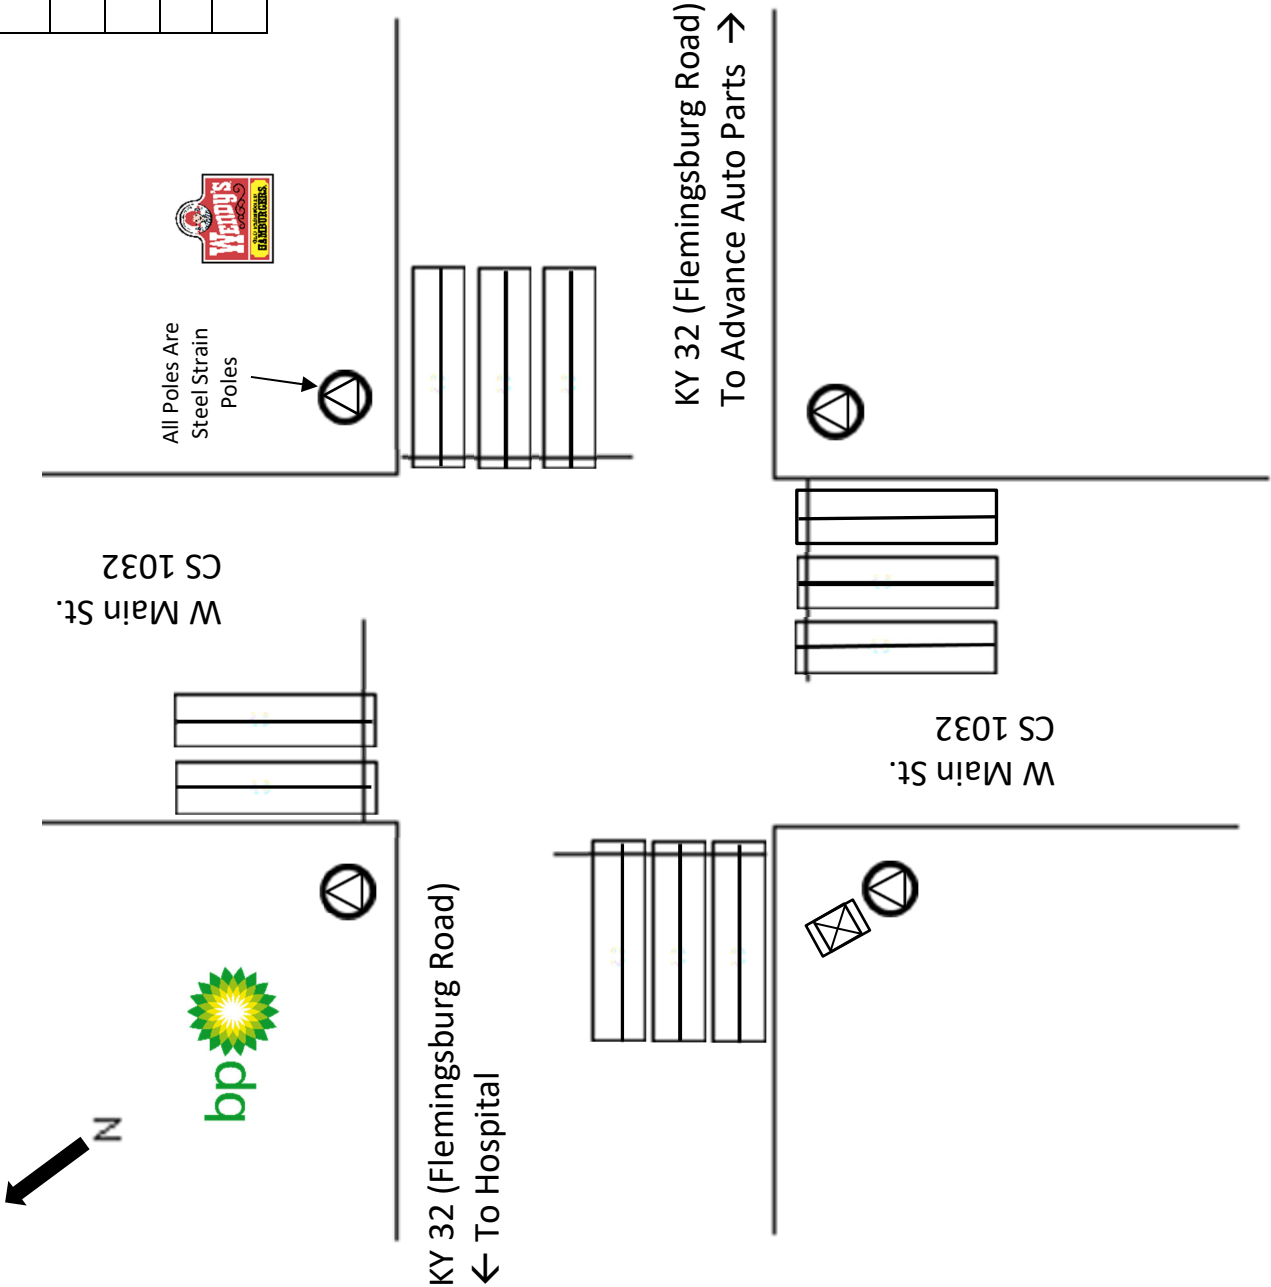 KY 32 (Flemingsburg Road)
To Advance Auto Parts →
WENDY'S
HAMBURGERS
All Poles Are
Steel Strain
Poles
W Main St.
CS 1032
W Main St.
CS 1032
KY 32 (Flemingsburg Road)
← To Hospital
bp
N